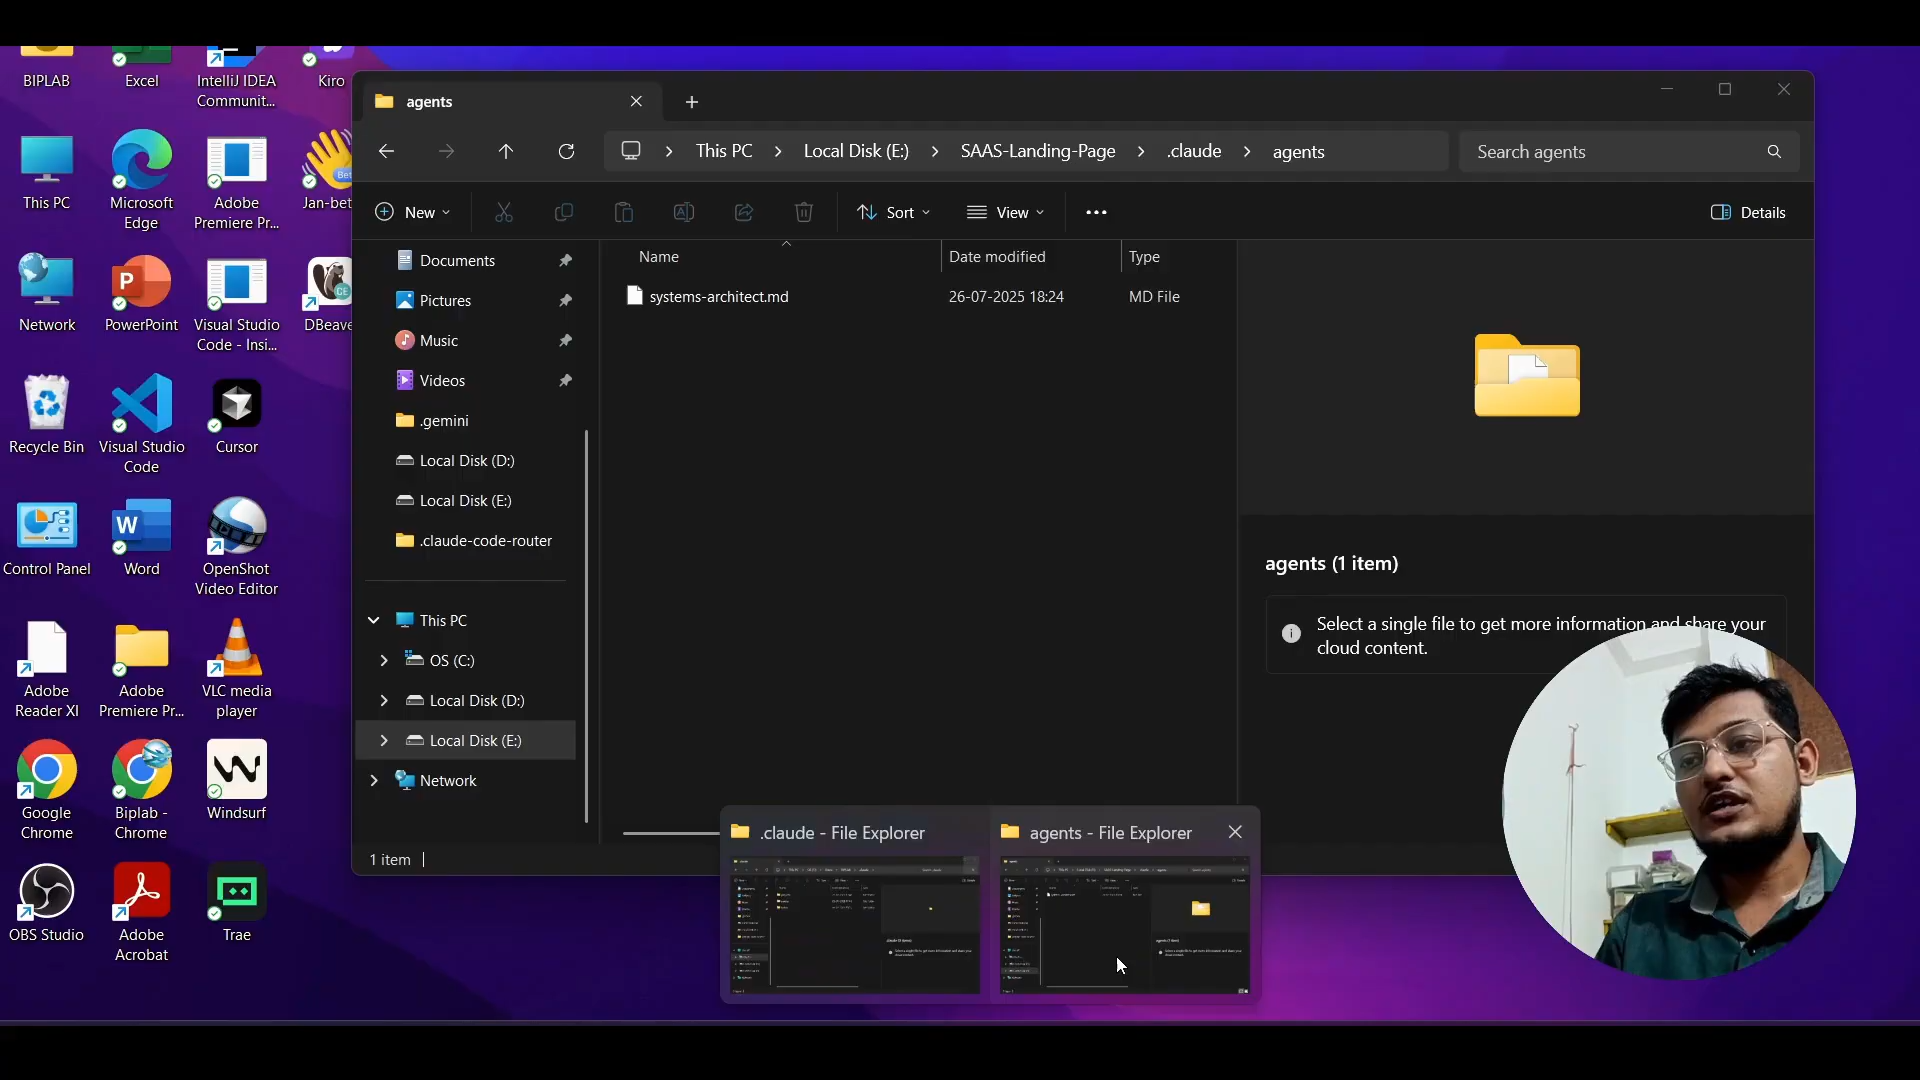 BIPLAB
Excel
IntelliJ IDEA
Communit...
Kiro
This PC
Microsoft
Edge
Adobe
Premiere Pr...
Jan-bet
Network
PowerPoint
Visual Studio
Code - Insi...
DBeave
Recycle Bin
Visual Studio
Code
Cursor
Control Panel
Word
OpenShot
Video Editor
Adobe
Reader XI
Adobe
Premiere Pr...
VLC media
player
Google
Chrome
Biplab -
Chrome
Windsurf
OBS Studio
Adobe
Acrobat
Trae
agents
This PC
Local Disk (E:)
SAAS-Landing-Page
.claude
agents
Search agents
New
Sort
View
Details
Documents
Pictures
Music
Videos
.gemini
Local Disk (D:)
Local Disk (E:)
.claude-code-router
This PC
OS (C:)
Local Disk (D:)
Local Disk (E:)
Network
Name
Date modified
Type
systems-architect.md
26-07-2025 18:24
MD File
agents (1 item)
Select a single file to get more information and share your
cloud content.
1 item
.claude - File Explorer
agents - File Explorer